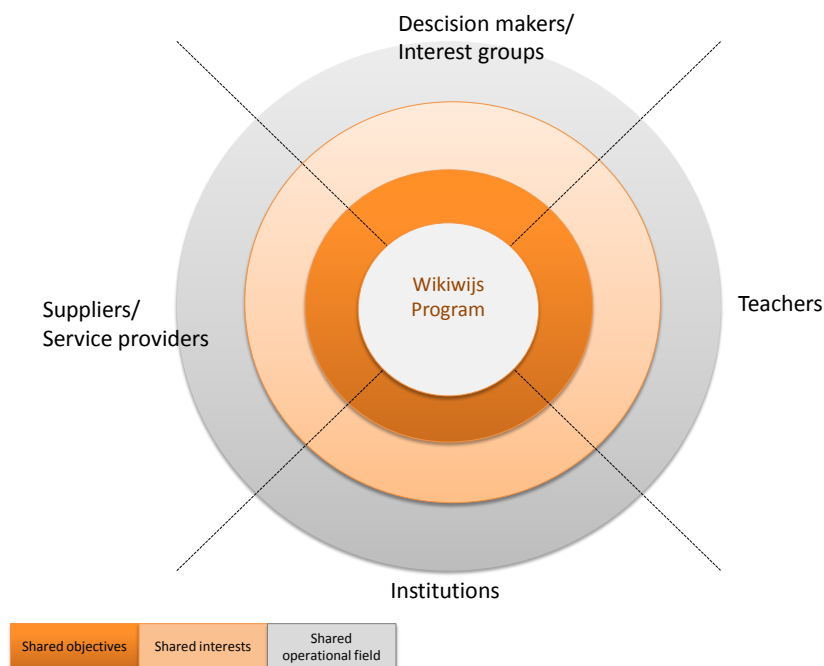 Descision makers/
Interest groups
Wikiwijs
Program
Suppliers/
Service providers
Teachers
Institutions
Shared objectives
Shared interests
Shared
operational field